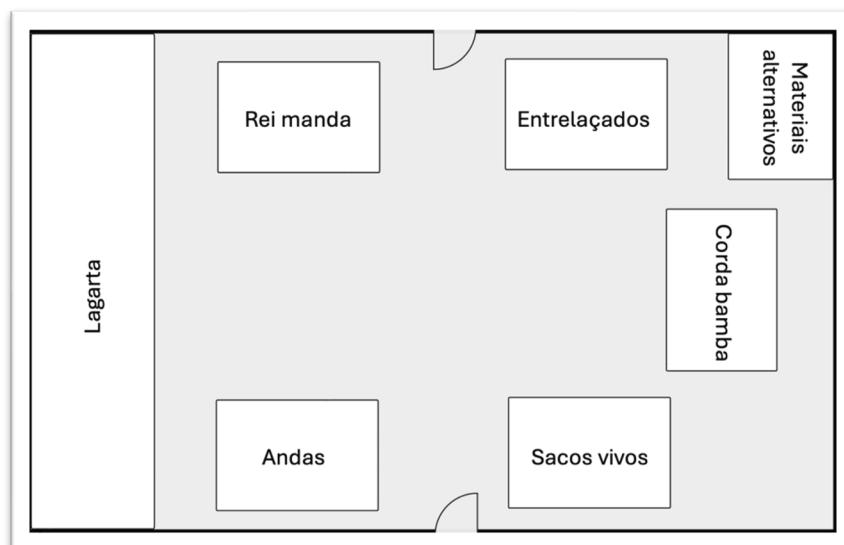 Rei manda
Entrelaçados
Materiais
alternativos
Lagarta
Corda bamba
Andas
Sacos vivos